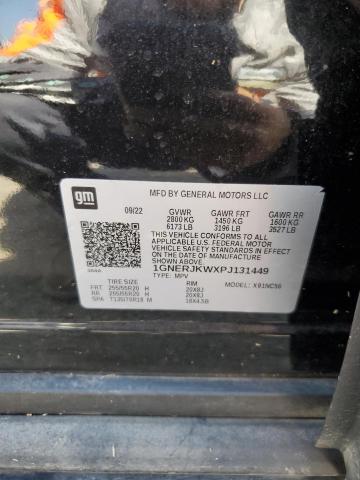 gm
MFD BY GENERAL MOTORS LLC
09/22 GVWR GAWR FRT GAWR RR
2800 KG 1450 KG 1600 KG
6173 LB 3196 LB 3527 LB
THIS VEHICLE CONFORMS TO ALL
APPLICABLE U.S. FEDERAL MOTOR
VEHICLE SAFETY STANDARDS IN EFFECT
ON THE DATE OF MANUFACTURE
SHOWN ABOVE.
1GNERJKWXPJ131449
TYPE: MPV
TIRE SIZE RIM MODEL:
FRT 255/55R20 H 20X8J
RR 255/55R20 H 20X8J
SPA T135/70R18 M 18X4.5B